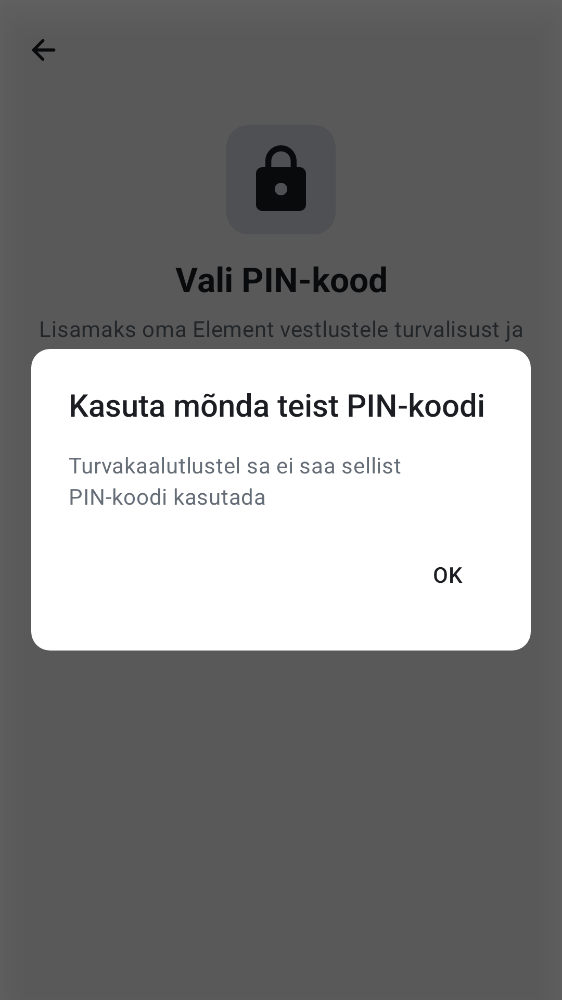 Vali PIN-kood
Lisamaks oma Element vestlustele turvalisust ja
Kasuta mõnda teist PIN-koodi
Turvakaalutlustel sa ei saa sellist
PIN-koodi kasutada
OK